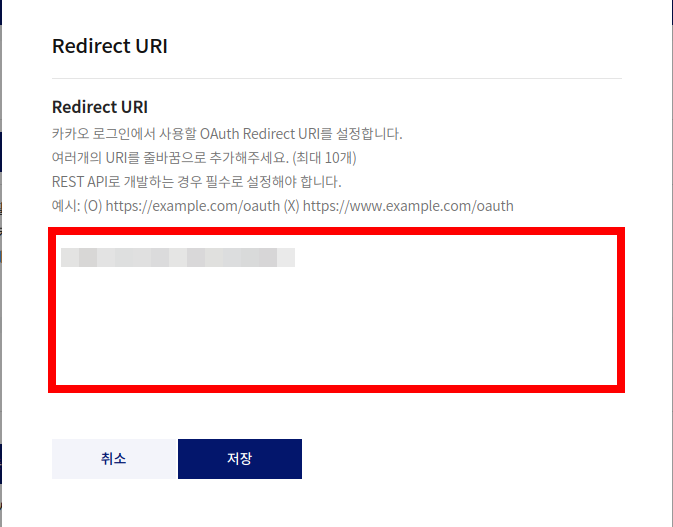 Redirect URI
Redirect URI
카카오 로그인에서 사용할 OAuth Redirect URI를 설정합니다.
여러개의 URI를 줄바꿈으로 추가해주세요. (최대 10개)
REST API로 개발하는 경우 필수로 설정해야 합니다.
예시: (O) https://example.com/oauth (X) https://www.example.com/oauth
취소
저장